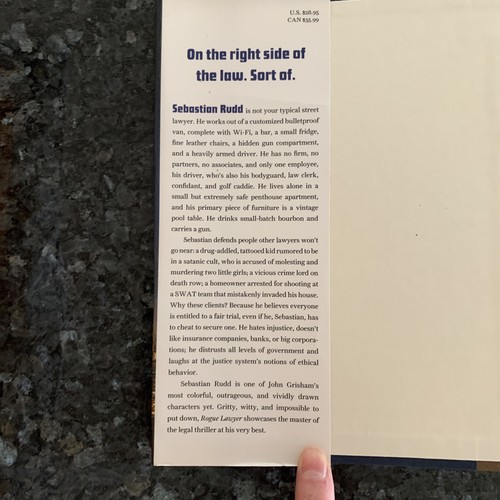 U.S. $28.95
CAN $35.99
On the right side of
the law. Sort of.
Sebastian Rudd is not your typical street
lawyer. He works out of a customized bulletproof
van, complete with Wi-Fi, a bar, a small fridge,
fine leather chairs, a hidden gun compartment,
and a heavily armed driver. He has no firm, no
partners, no associates, and only one employee,
his driver, who's also his bodyguard, law clerk,
confidant, and golf caddie. He lives alone in a
small but extremely safe penthouse apartment,
and his primary piece of furniture is a vintage
pool table. He drinks small-batch bourbon and
carries a gun.
Sebastian defends people other lawyers won't
go near: a drug-addled, tattooed kid rumored to be
in a satanic cult, who is accused of molesting and
murdering two little girls; a vicious crime lord on
death row; a homeowner arrested for shooting at
a SWAT team that mistakenly invaded his house.
Why these clients? Because he believes everyone
is entitled to a fair trial, even if he, Sebastian, has
to cheat to secure one. He hates injustice, doesn't
like insurance companies, banks, or big corpora-
tions; he distrusts all levels of government and
laughs at the justice system's notions of ethical
behavior.
Sebastian Rudd is one of John Grisham's
most colorful, outrageous, and vividly drawn
characters yet. Gritty, witty, and impossible to
put down, Rogue Lawyer showcases the master of
the legal thriller at his very best.